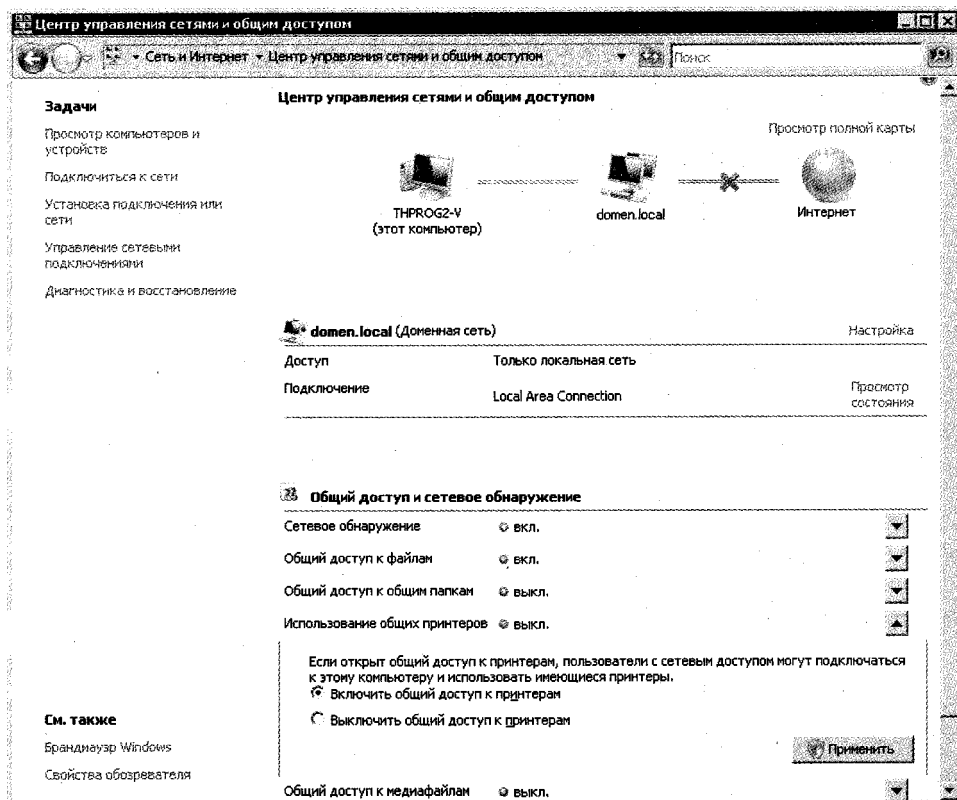 Центр управления сетями и общим доступом
Сеть и Интернет
Центр управления сетями и общим доступом
Поиск
Задачи
Просмотр компьютеров и
устройств
Подключиться к сети
Установка подключения или
сети
Управление сетевыми
подключениями
Диагностика и восстановление
См. также
Брандмауэр Windows
Свойства обозревателя
Центр управления сетями и общим доступом
Просмотр полной карты
THPROG2-V
(этот компьютер)
domen.local
Интернет
domen.local (Доменная сеть)
Настройка
Доступ
Только локальная сеть
Подключение
Local Area Connection
Просмотр
состояния
Общий доступ и сетевое обнаружение
Сетевое обнаружение
вкл.
Общий доступ к файлам
вкл.
Общий доступ к общим папкам
выкл.
Использование общих принтеров
выкл.
Если открыт общий доступ к принтерам, пользователи с сетевым доступом могут подключаться
к этому компьютеру и использовать имеющиеся принтеры.
Включить общий доступ к принтерам
Выключить общий доступ к принтерам
Применить
Общий доступ к медиафайлам
выкл.